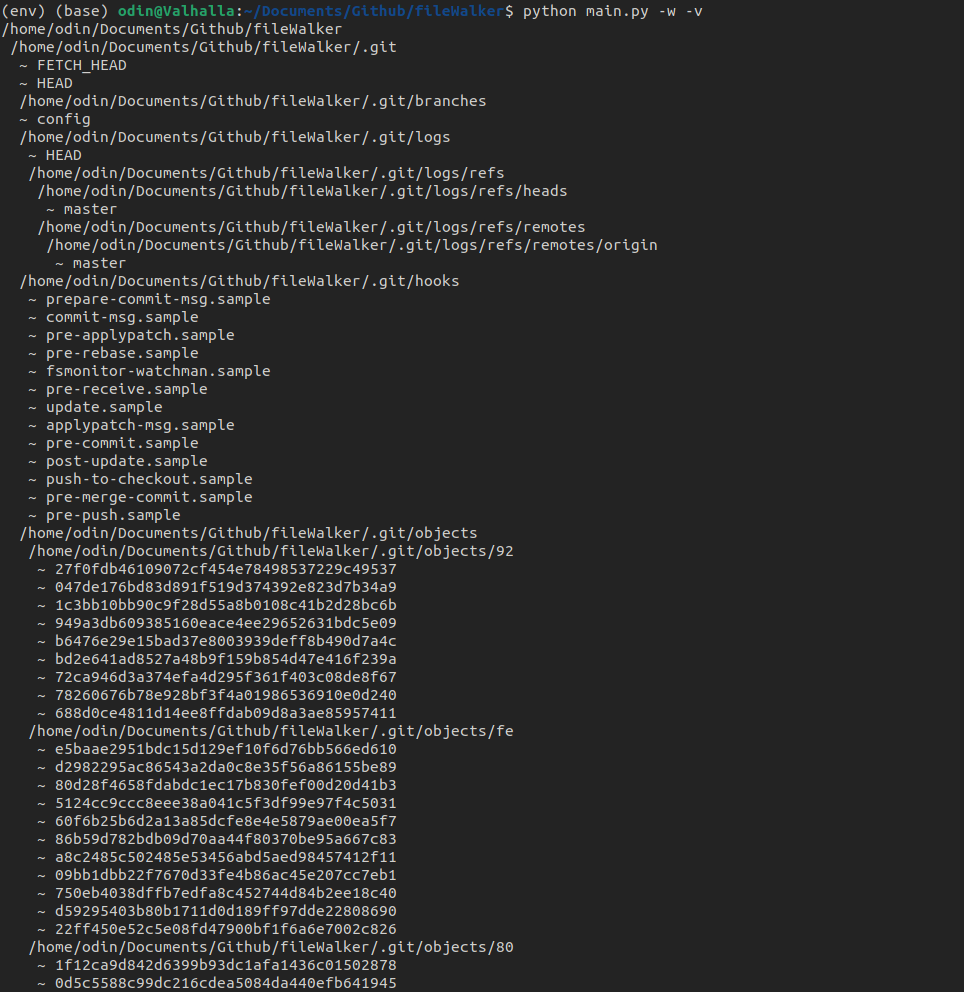 (env) (base) odin@Valhalla:~/Documents/Github/fileWalker$ python main.py -w -v
/home/odin/Documents/Github/fileWalker
/home/odin/Documents/Github/fileWalker/.git
~ FETCH_HEAD
~ HEAD
/home/odin/Documents/Github/fileWalker/.git/branches
~ config
/home/odin/Documents/Github/fileWalker/.git/logs
~ HEAD
/home/odin/Documents/Github/fileWalker/.git/logs/refs
/home/odin/Documents/Github/fileWalker/.git/logs/refs/heads
~ master
/home/odin/Documents/Github/fileWalker/.git/logs/refs/remotes
/home/odin/Documents/Github/fileWalker/.git/logs/refs/remotes/origin
~ master
/home/odin/Documents/Github/fileWalker/.git/hooks
~ prepare-commit-msg.sample
~ commit-msg.sample
~ pre-applypatch.sample
~ pre-rebase.sample
~ fsmonitor-watchman.sample
~ pre-receive.sample
~ update.sample
~ applypatch-msg.sample
~ pre-commit.sample
~ post-update.sample
~ push-to-checkout.sample
~ pre-merge-commit.sample
~ pre-push.sample
/home/odin/Documents/Github/fileWalker/.git/objects
/home/odin/Documents/Github/fileWalker/.git/objects/92
~ 27f0fdb46109072cf454e78498537229c49537
~ 047de176bd83d891f519d374392e823d7b34a9
~ 1c3bb10bb90c9f28d55a8b0108c41b2d28bc6b
~ 949a3db609385160eace4ee29652631bdc5e09
~ b6476e29e15bad37e8003939deff8b490d7a4c
~ bd2e641ad8527a48b9f159b854d47e416f239a
~ 72ca946d3a374efa4d295f361f403c08de8f67
~ 78260676b78e928bf3f4a01986536910e0d240
~ 688d0ce4811d14ee8ffdab09d8a3ae85957411
/home/odin/Documents/Github/fileWalker/.git/objects/fe
~ e5baae2951bdc15d129ef10f6d76bb566ed610
~ d2982295ac86543a2da0c8e35f56a86155be89
~ 80d28f4658fdabdc1ec17b830fef00d20d41b3
~ 5124cc9ccc8eee38a041c5f3df99e97f4c5031
~ 60f6b25b6d2a13a85dcfe8e4e5879ae00ea5f7
~ 86b59d782bdb09d70aa44f80370be95a667c83
~ a8c2485c502485e53456abd5aed98457412f11
~ 09bb1dbb22f7670d33fe4b86ac45e207cc7eb1
~ 750eb4038dffb7edfa8c452744d84b2ee18c40
~ d59295403b80b1711d0d189ff97dde22808690
~ 22ff450e52c5e08fd47900bf1f6a6e7002c826
/home/odin/Documents/Github/fileWalker/.git/objects/80
~ 1f12ca9d842d6399b93dc1afa1436c01502878
~ 0d5c5588c99dc216cdea5084da440efb641945